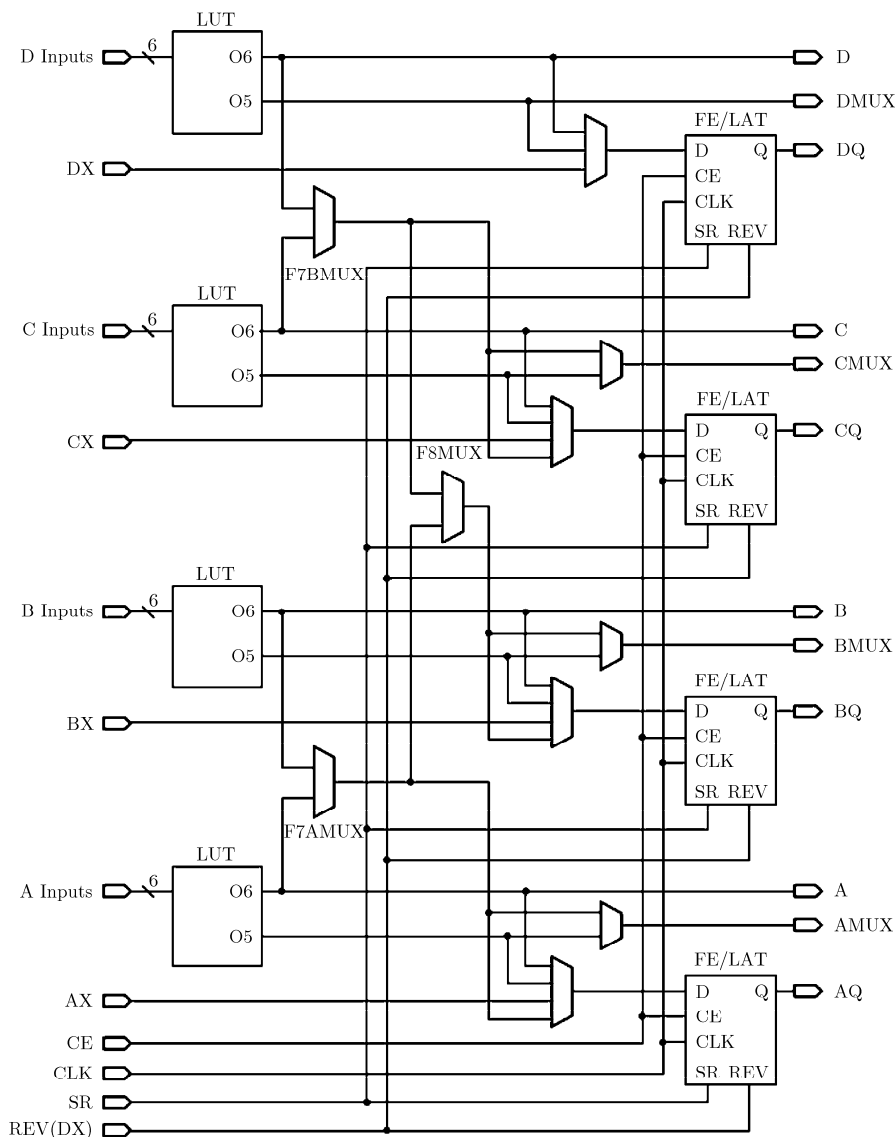 LUT
D Inputs 6 O6 D
O5 DMUX
FE/LAT
DX D Q DQ
CE
CLK
SR REV
F7BMUX
LUT
C Inputs 6 O6 C
O5 CMUX
FE/LAT
CX D Q CQ
F8MUX CE
CLK
SR REV
LUT
B Inputs 6 O6 B
O5 BMUX
FE/LAT
BX D Q BQ
CE
CLK
SR REV
F7AMUX
LUT
A Inputs 6 O6 A
O5 AMUX
FE/LAT
AX D Q AQ
CE
CE CLK
CLK SR REV
SR
REV(DX)